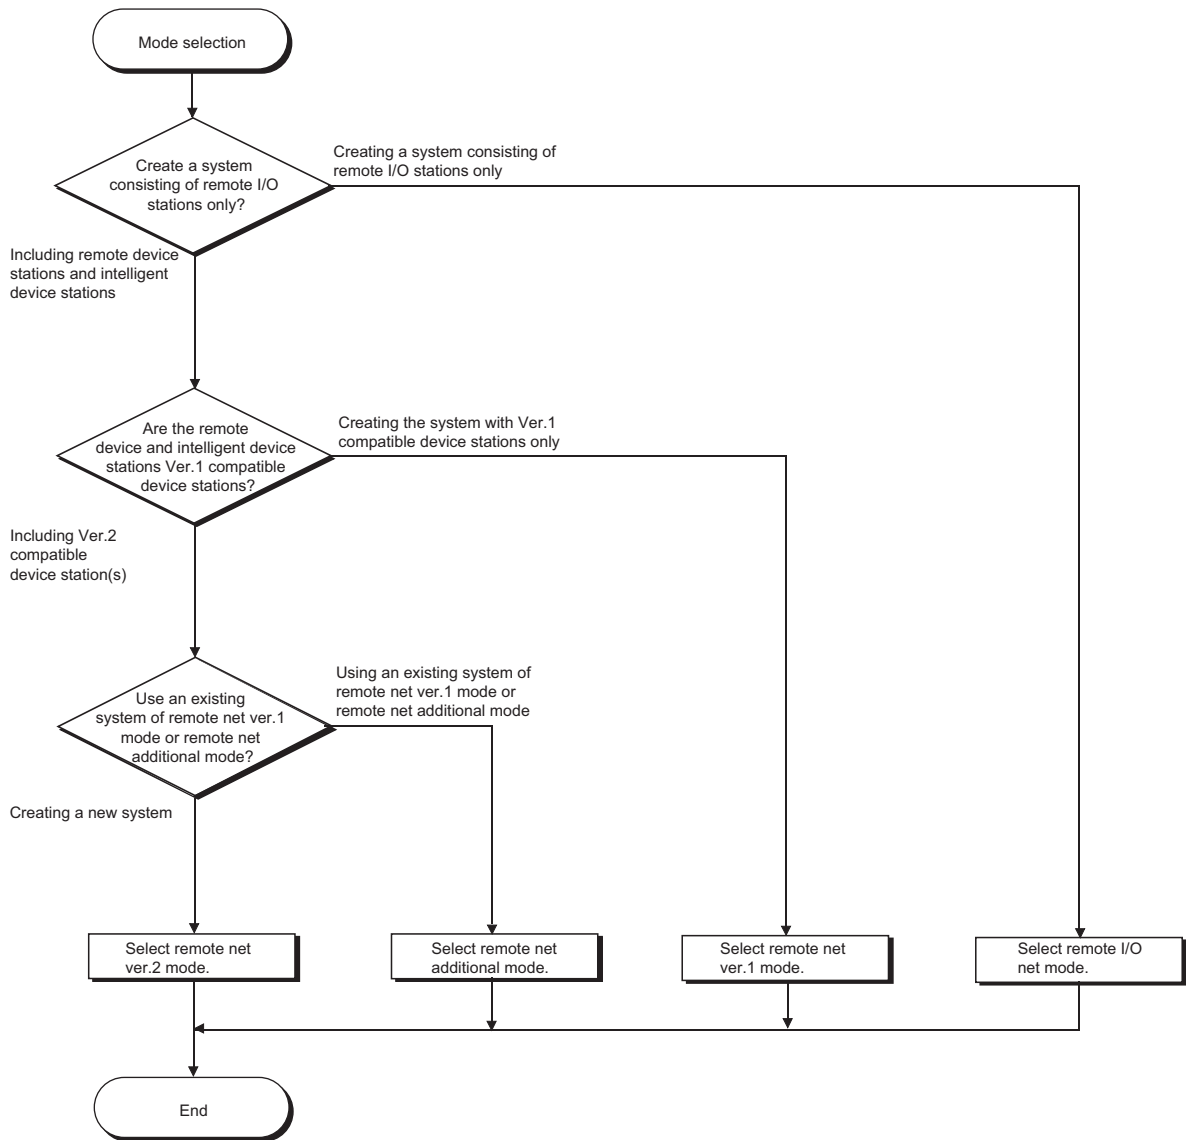 Mode selection
Create a system
consisting of remote I/O
stations only?
Creating a system consisting of
remote I/O stations only
Including remote device
stations and intelligent
device stations
Are the remote
device and intelligent device
stations Ver.1 compatible
device stations?
Creating the system with Ver.1
compatible device stations only
Including Ver.2
compatible
device station(s)
Use an existing
system of remote net ver.1
mode or remote net
additional mode?
Using an existing system of
remote net ver.1 mode or
remote net additional mode
Creating a new system
Select remote net
ver.2 mode.
Select remote net
additional mode.
Select remote net
ver.1 mode.
Select remote I/O
net mode.
End